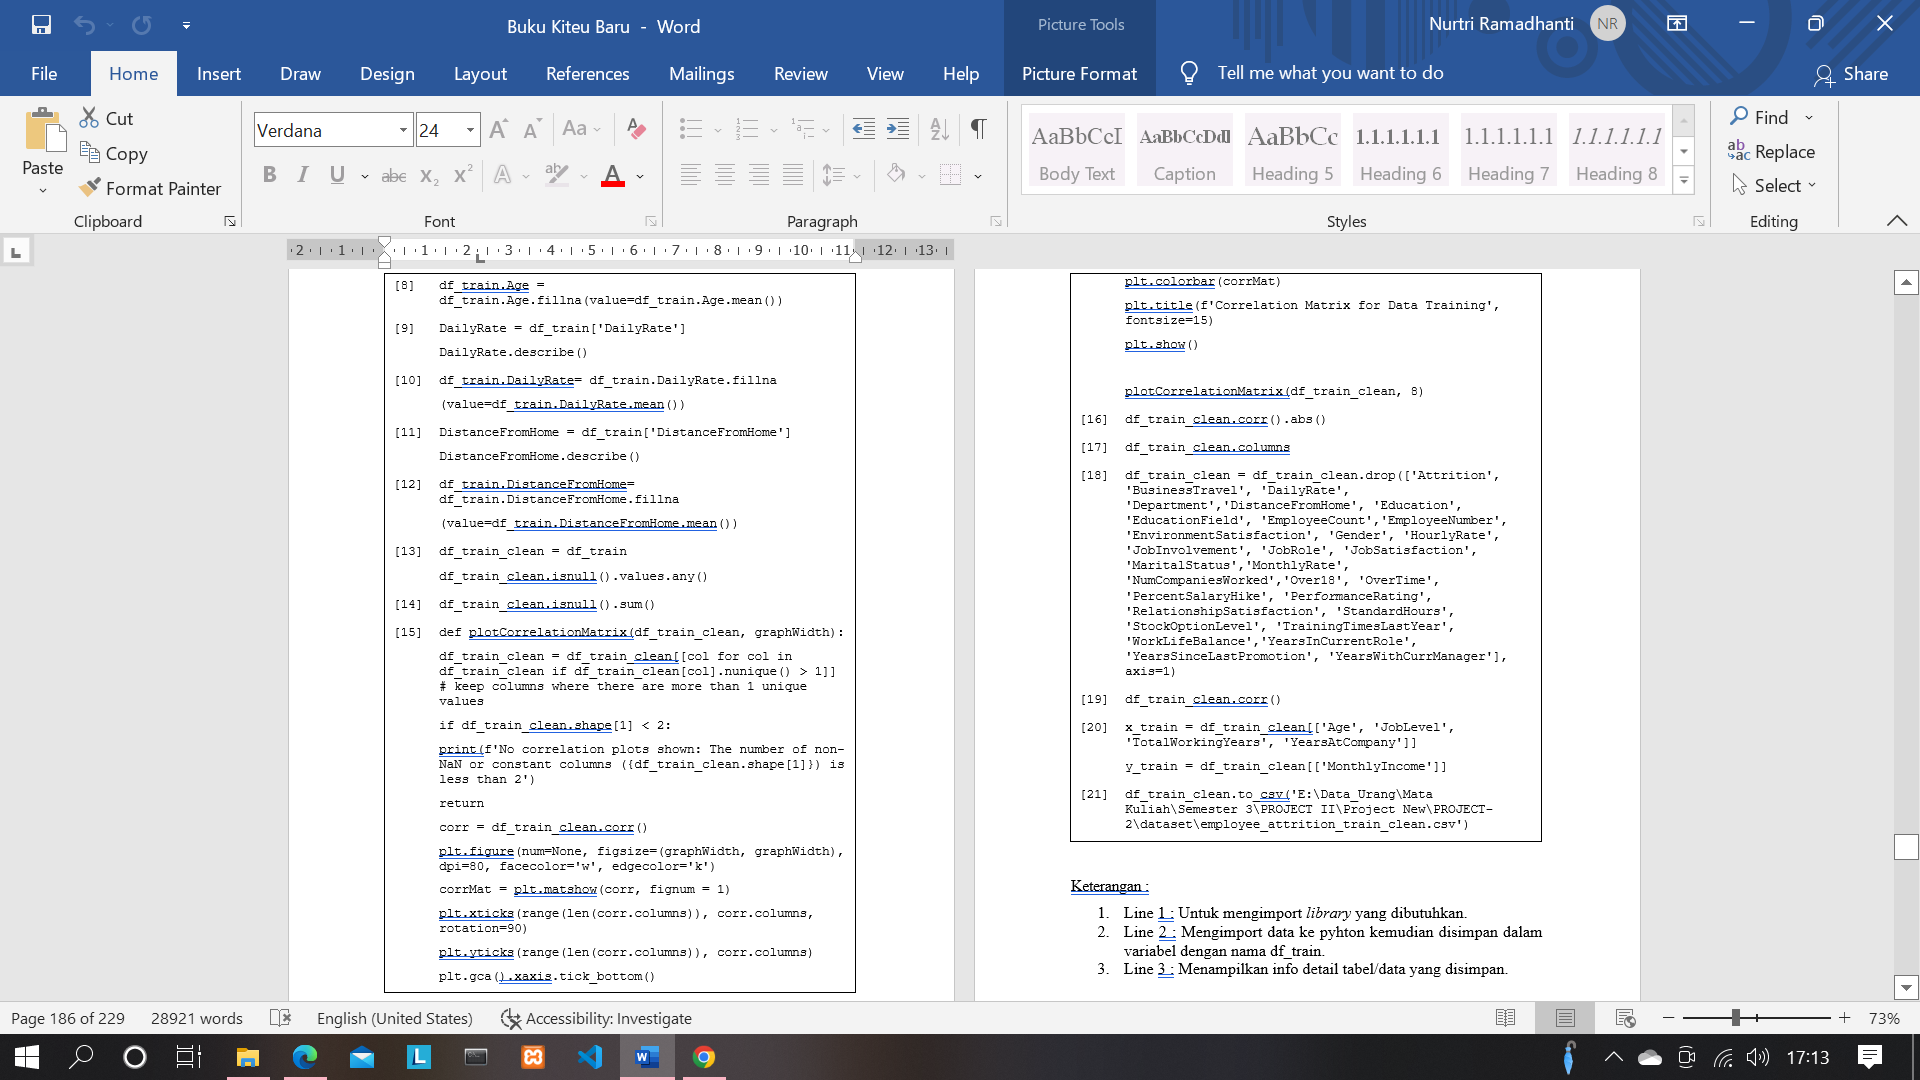 Buku Kiteu Baru - Word
Picture Tools
Nurtri Ramadhanti
NR
File
Home
Insert
Draw
Design
Layout
References
Mailings
Review
View
Help
Picture Format
Tell me what you want to do
Share
Paste
Cut
Copy
Format Painter
Clipboard
Verdana
24
Font
Paragraph
AaBbCcI
Body Text
AaBbCcDdI
Caption
AaBbCc
Heading 5
1.1.1.1.1.1
Heading 6
1.1.1.1.1.1
Heading 7
1.1.1.1.1.1
Heading 8
Styles
Find
Replace
Select
Editing
2 1 1 2 3 4 5 6 7 8 9 10 11 12 13
[8] df_train.Age =
df_train.Age.fillna(value=df_train.Age.mean())
[9] DailyRate = df_train['DailyRate']
DailyRate.describe()
[10] df_train.DailyRate= df_train.DailyRate.fillna
(value=df_train.DailyRate.mean())
[11] DistanceFromHome = df_train['DistanceFromHome']
DistanceFromHome.describe()
[12] df_train.DistanceFromHome=
df_train.DistanceFromHome.fillna
(value=df_train.DistanceFromHome.mean())
[13] df_train_clean = df_train
df_train_clean.isnull().values.any()
[14] df_train_clean.isnull().sum()
[15] def plotCorrelationMatrix(df_train_clean, graphWidth):
df_train_clean = df_train_clean[[col for col in
df_train_clean if df_train_clean[col].nunique() > 1]]
# keep columns where there are more than 1 unique
values
if df_train_clean.shape[1] < 2:
print(f'No correlation plots shown: The number of non-
NaN or constant columns ({df_train_clean.shape[1]}) is
less than 2')
return
corr = df_train_clean.corr()
plt.figure(num=None, figsize=(graphWidth, graphWidth),
dpi=80, facecolor='w', edgecolor='k')
corrMat = plt.matshow(corr, fignum = 1)
plt.xticks(range(len(corr.columns)), corr.columns,
rotation=90)
plt.yticks(range(len(corr.columns)), corr.columns)
plt.gca().xaxis.tick_bottom()
plt.colorbar(corrMat)
plt.title(f'Correlation Matrix for Data Training',
fontsize=15)
plt.show()
plotCorrelationMatrix(df_train_clean, 8)
[16] df_train_clean.corr().abs()
[17] df_train_clean.columns
[18] df_train_clean = df_train_clean.drop(['Attrition',
'BusinessTravel', 'DailyRate',
'Department','DistanceFromHome', 'Education',
'EducationField', 'EmployeeCount','EmployeeNumber',
'EnvironmentSatisfaction', 'Gender', 'HourlyRate',
'JobInvolvement', 'JobRole', 'JobSatisfaction',
'MaritalStatus','MonthlyRate',
'NumCompaniesWorked','Over18', 'OverTime',
'PercentSalaryHike', 'PerformanceRating',
'RelationshipSatisfaction', 'StandardHours',
'StockOptionLevel', 'TrainingTimesLastYear',
'WorkLifeBalance','YearsInCurrentRole',
'YearsSinceLastPromotion', 'YearsWithCurrManager'],
axis=1)
[19] df_train_clean.corr()
[20] x_train = df_train_clean[['Age', 'JobLevel',
'TotalWorkingYears', 'YearsAtCompany']]
y_train = df_train_clean[['MonthlyIncome']]
[21] df_train_clean.to_csv('E:\Data_Urang\Mata
Kuliah\Semester 3\PROJECT II\Project New\PROJECT-
2\dataset\employee_attrition_train_clean.csv')
Keterangan :
1. Line 1 : Untuk mengimport library yang dibutuhkan.
2. Line 2 : Mengimport data ke pyhton kemudian disimpan dalam
variabel dengan nama df_train.
3. Line 3 : Menampilkan info detail tabel/data yang disimpan.
Page 186 of 229
28921 words
English (United States)
Accessibility: Investigate
73%
17:13